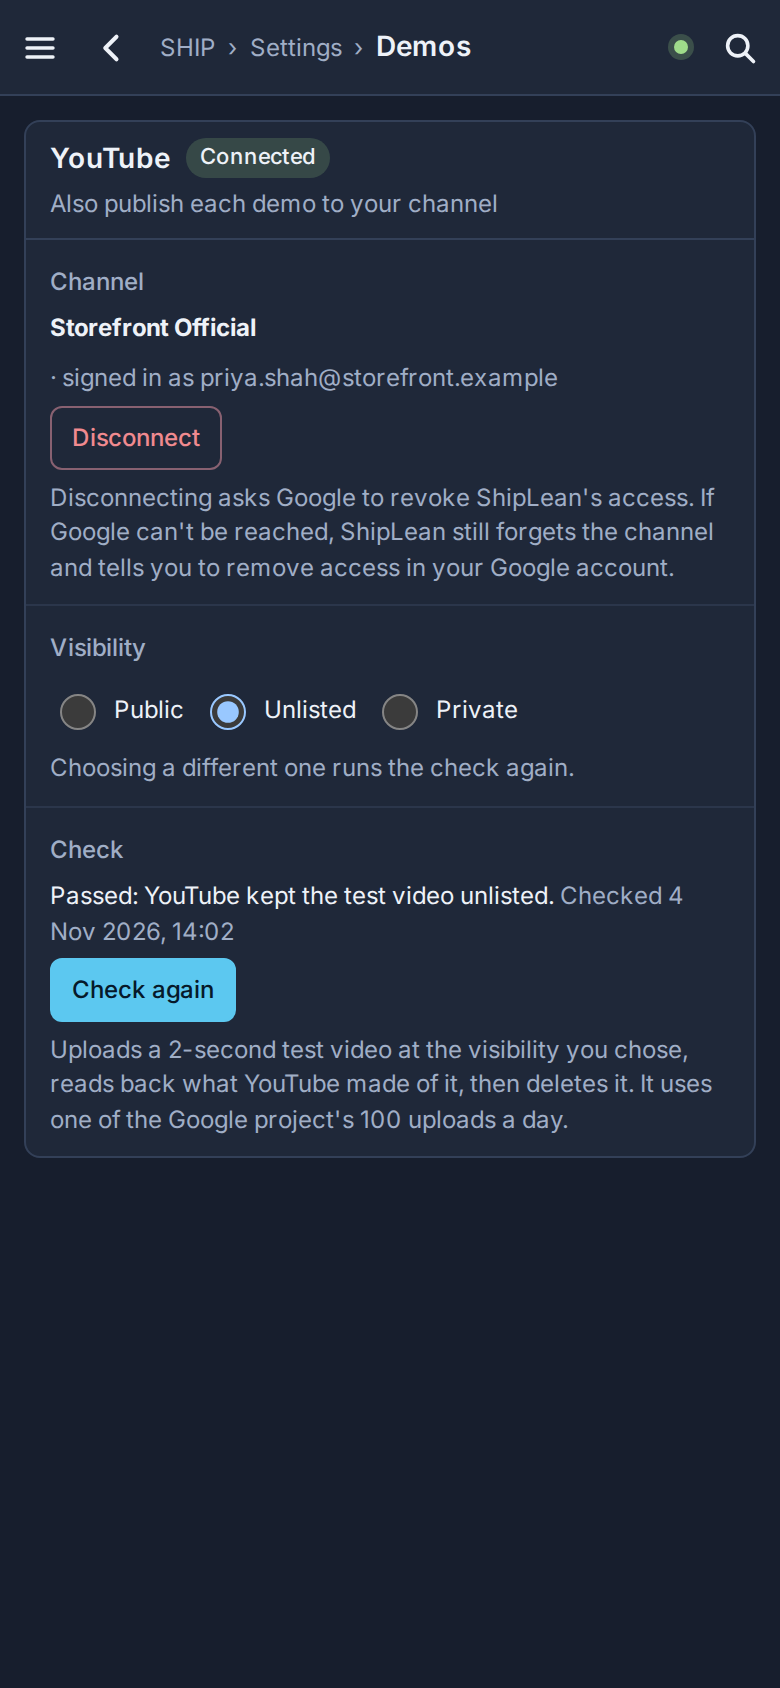 SHIP › Settings › Demos
YouTube Connected
Also publish each demo to your channel
Channel
Storefront Official
· signed in as priya.shah@storefront.example
Disconnect
Disconnecting asks Google to revoke ShipLean's access. If
Google can't be reached, ShipLean still forgets the channel
and tells you to remove access in your Google account.
Visibility
Public Unlisted Private
Choosing a different one runs the check again.
Check
Passed: YouTube kept the test video unlisted. Checked 4
Nov 2026, 14:02
Check again
Uploads a 2-second test video at the visibility you chose,
reads back what YouTube made of it, then deletes it. It uses
one of the Google project's 100 uploads a day.